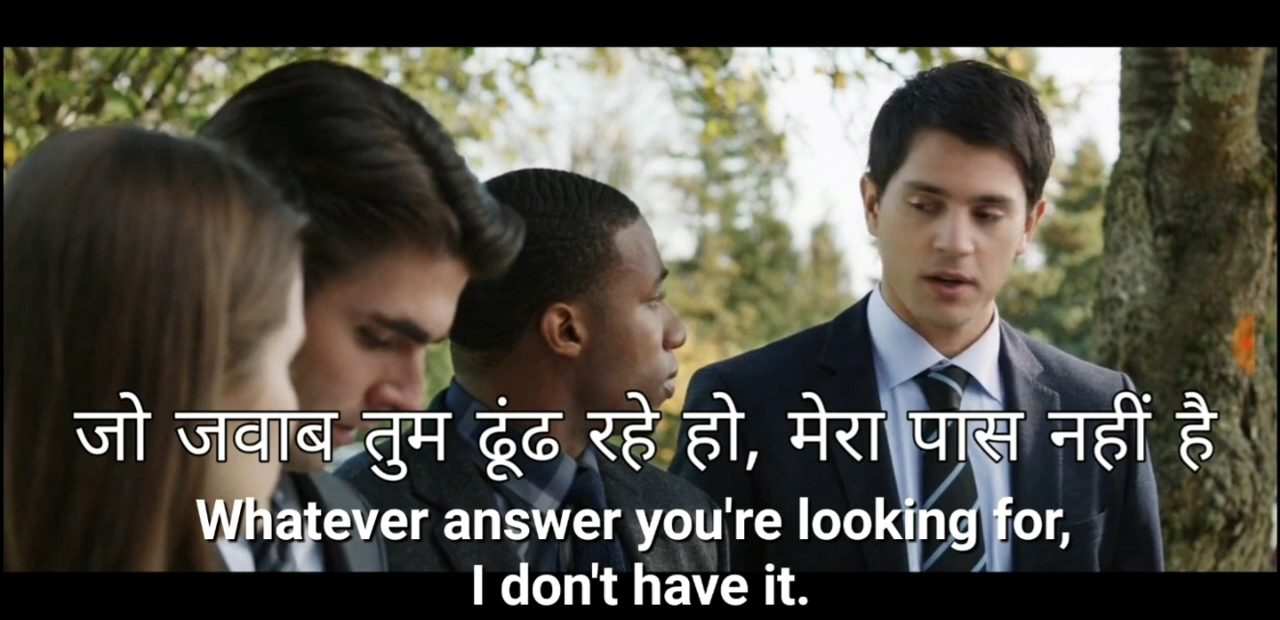 जो जवाब तुम ढूंढ रहे हो, मेरा पास नहीं है
Whatever answer you're looking for,
I don't have it.